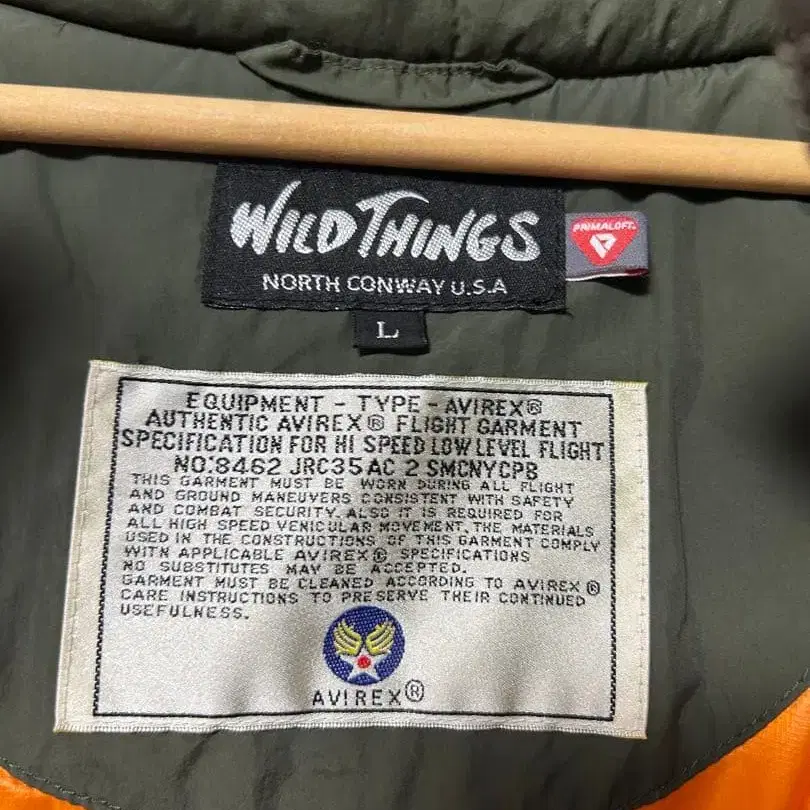 WILD THINGS
NORTH CONWAY U.S.A
PRIMALOFT.
L
EQUIPMENT - TYPE - AVIREX®
AUTHENTIC AVIREX® FLIGHT GARMENT
SPECIFICATION FOR HI SPEED LOW LEVEL FLIGHT
NO:8462 JRC35 AC 2 SMCNYCPB
THIS GARMENT MUST BE WORN DURING ALL FLIGHT
AND GROUND MANEUVERS CONSISTENT WITH SAFETY
AND COMBAT SECURITY. ALSO IT IS REQUIRED FOR
ALL HIGH SPEED VENICULAR MOVEMENT. THE MATERIALS
USED IN THE CONSTRUCTIONS OF THIS GARMENT COMPLY
WITN APPLICABLE AVIREX® SPECIFICATIONS
NO SUBSTITUTES MAY BE ACCEPTED.
GARMENT MUST BE CLEANED ACCORDING TO AVIREX®
CARE INSTRUCTIONS TO PRESERVE THEIR CONTINUED
USEFULNESS.
AVIREX®